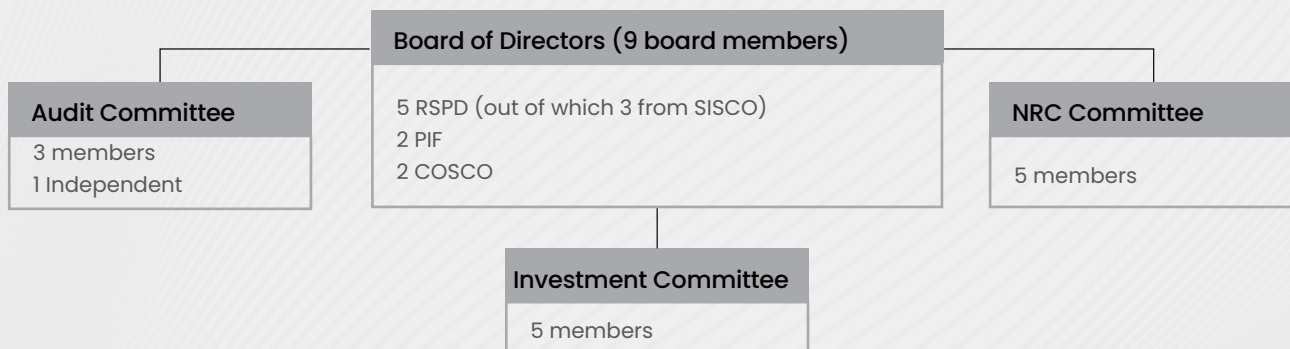 Board of Directors (9 board members)
5 RSPD (out of which 3 from SISCO)
2 PIF
2 COSCO
Audit Committee
3 members
1 Independent
NRC Committee
5 members
Investment Committee
5 members